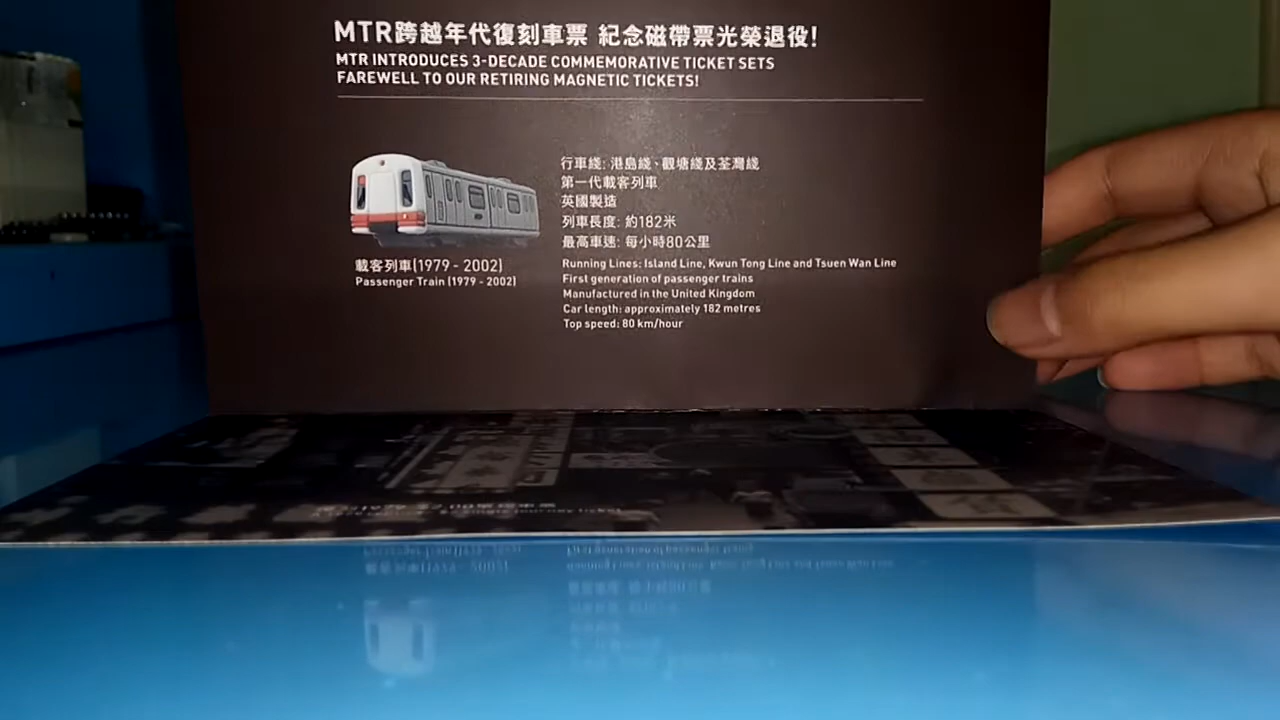 MTR跨越年代復刻車票 紀念磁帶票光榮退役!
MTR INTRODUCES 3-DECADE COMMEMORATIVE TICKET SETS
FAREWELL TO OUR RETIRING MAGNETIC TICKETS!
載客列車(1979 - 2002)
Passenger Train (1979 - 2002)
行車綫: 港島綫、觀塘綫及荃灣綫
第一代載客列車
英國製造
列車長度: 約182米
最高車速: 每小時80公里
Running Lines: Island Line, Kwun Tong Line and Tsuen Wan Line
First generation of passenger trains
Manufactured in the United Kingdom
Car length: approximately 182 metres
Top speed: 80 km/hour